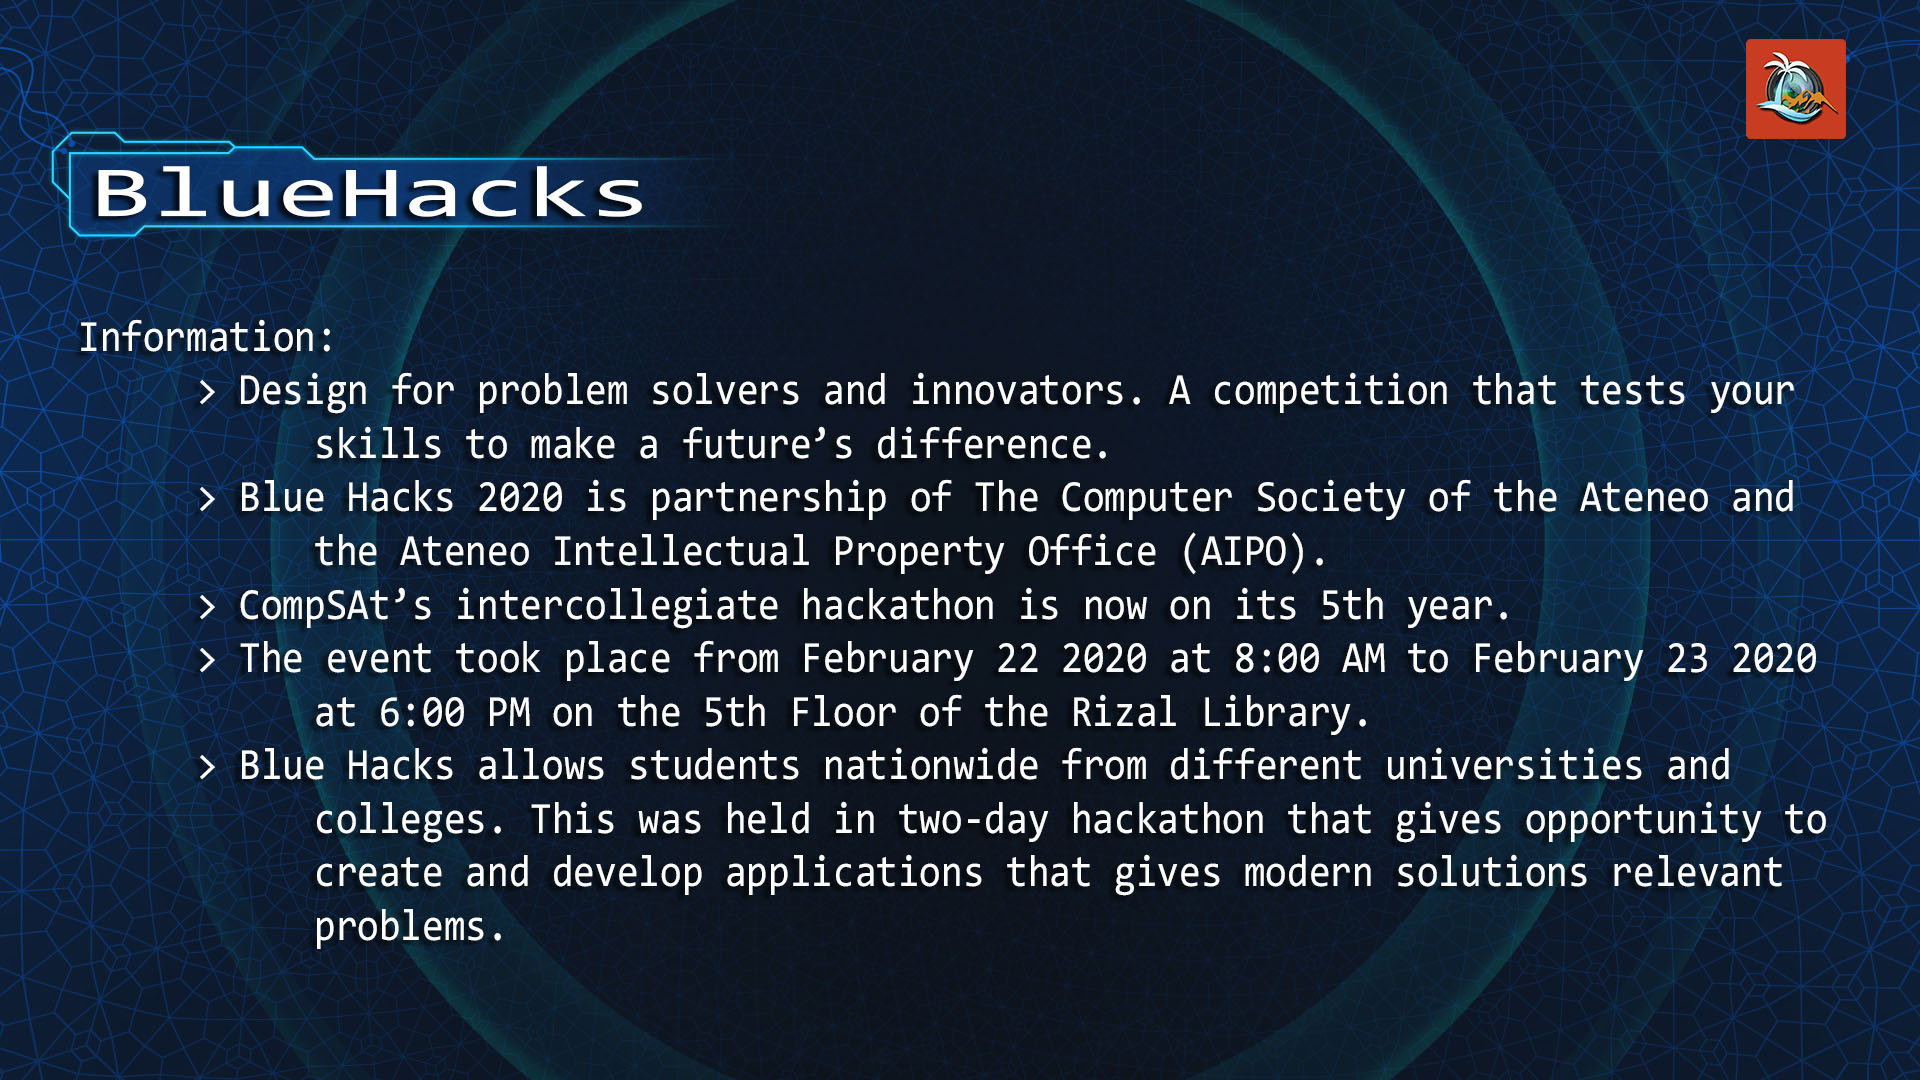 BlueHacks
Information:
> Design for problem solvers and innovators. A competition that tests your
skills to make a future’s difference.
> Blue Hacks 2020 is partnership of The Computer Society of the Ateneo and
the Ateneo Intellectual Property Office (AIPO).
> CompSAt’s intercollegiate hackathon is now on its 5th year.
> The event took place from February 22 2020 at 8:00 AM to February 23 2020
at 6:00 PM on the 5th Floor of the Rizal Library.
> Blue Hacks allows students nationwide from different universities and
colleges. This was held in two-day hackathon that gives opportunity to
create and develop applications that gives modern solutions relevant
problems.